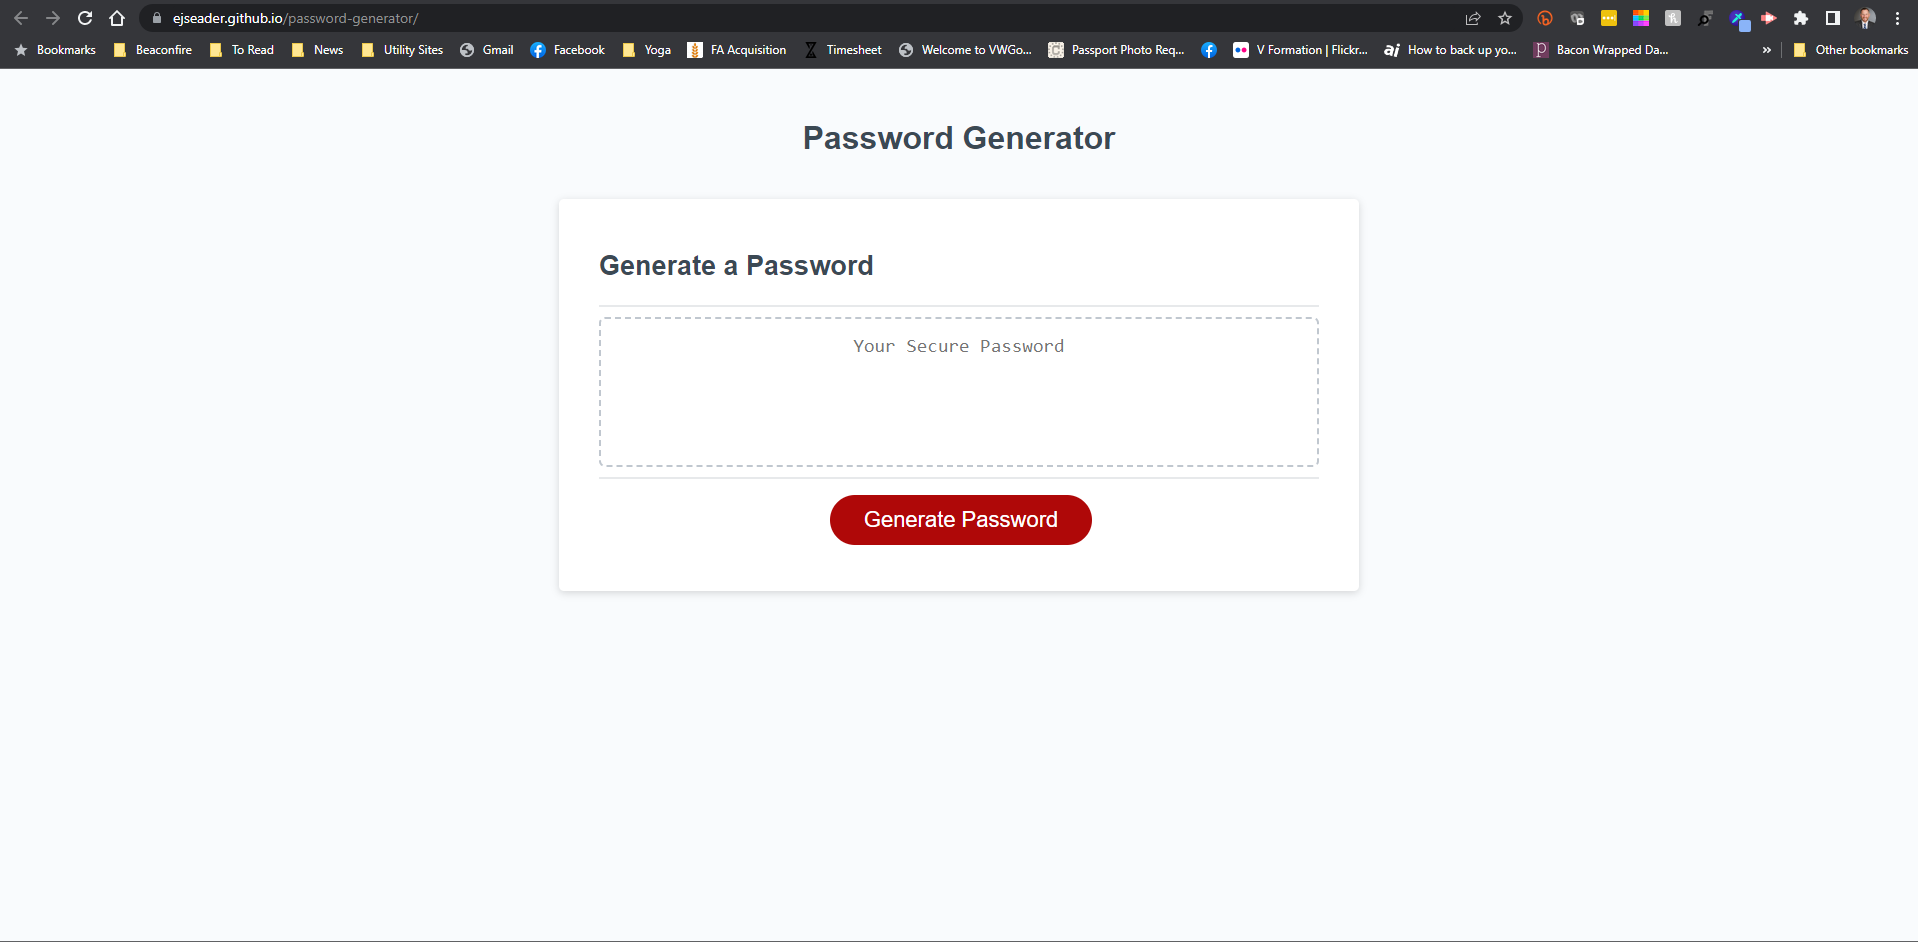 ejseader.github.io/password-generator/
Bookmarks Beaconfire To Read News Utility Sites Gmail Facebook Yoga FA Acquisition Timesheet Welcome to VWGo... Passport Photo Req... V Formation | Flickr... ai How to back up yo... p Bacon Wrapped Da... » Other bookmarks
Password Generator
Generate a Password
Your Secure Password
Generate Password